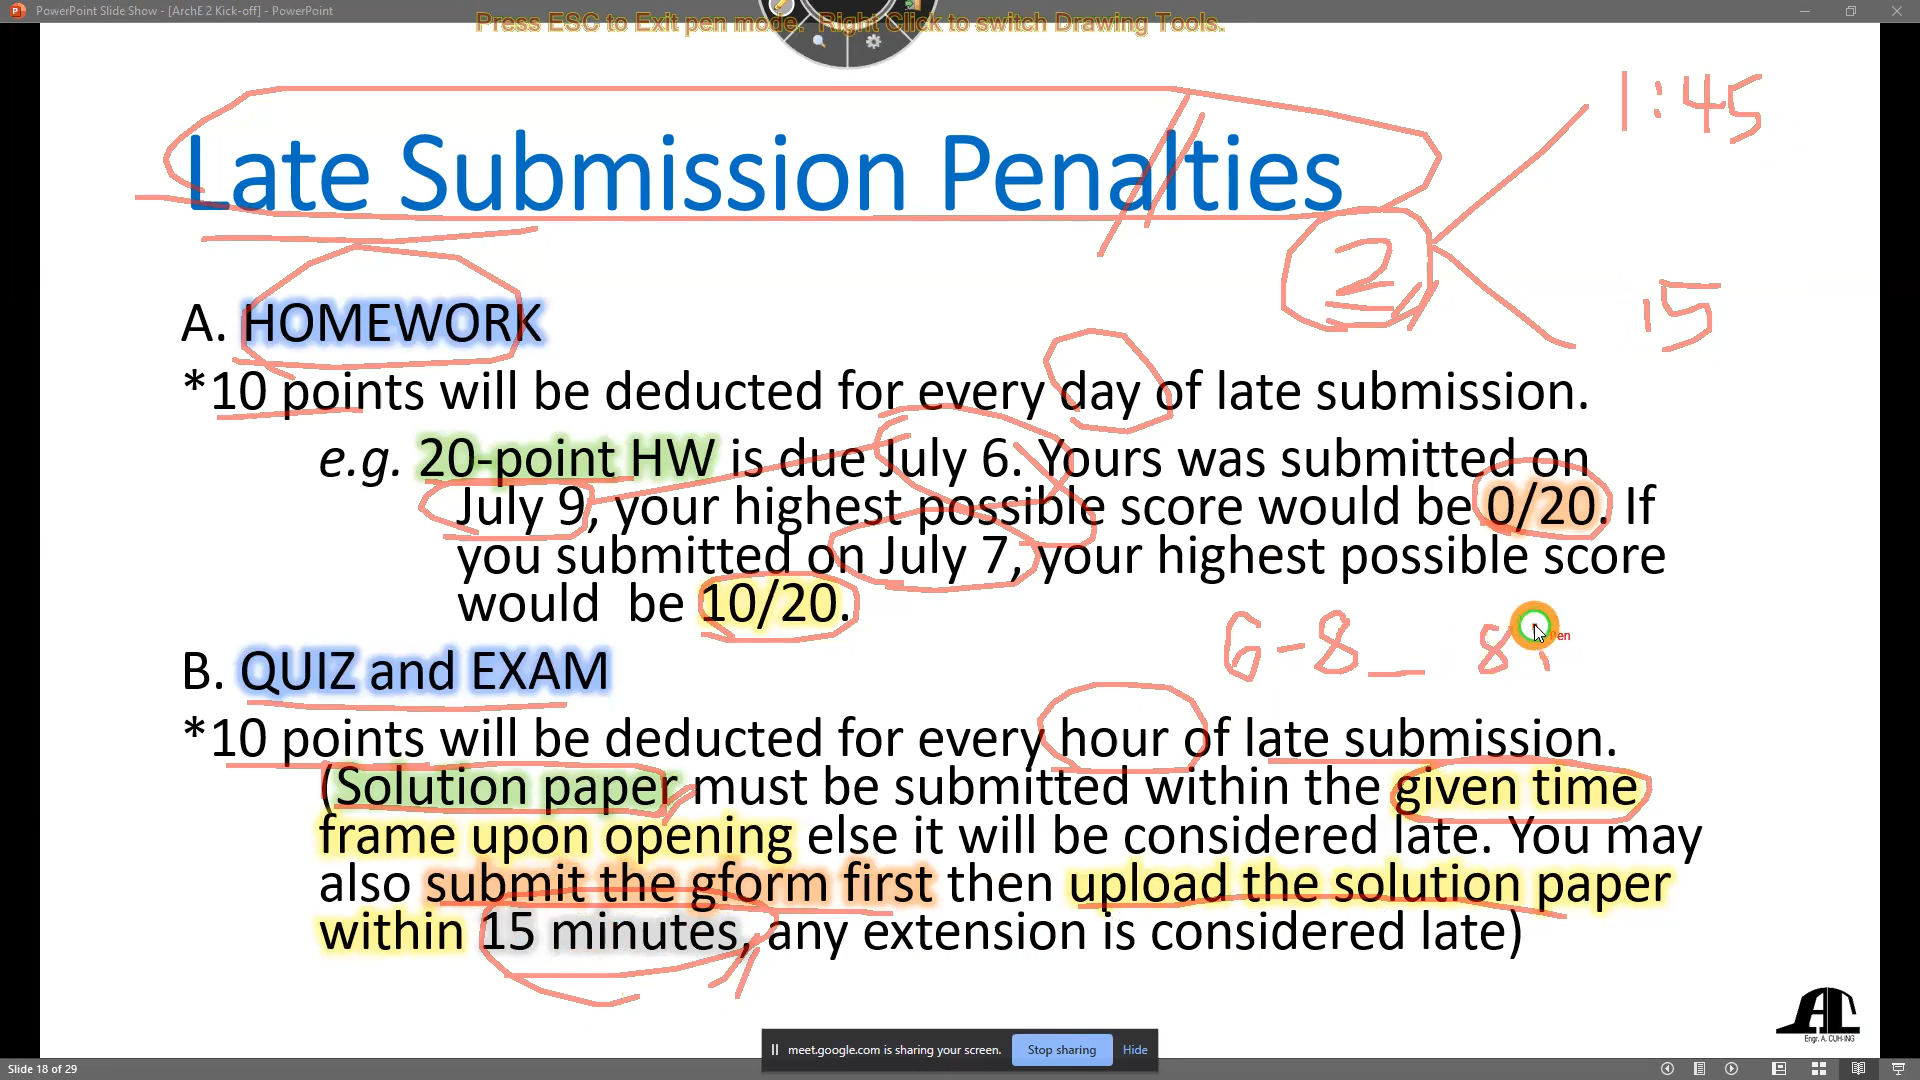 PowerPoint Slide Show - [ArchE 2 Kick-off] - PowerPoint
Press ESC to Exit pen mode. Right Click to switch Drawing Tools.
1:45
Late Submission Penalties
2
15
A. HOMEWORK
*10 points will be deducted for every day of late submission.
e.g. 20-point HW is due July 6. Yours was submitted on
July 9, your highest possible score would be 0/20. If
you submitted on July 7, your highest possible score
would be 10/20.
6-8_ 8
Pen
B. QUIZ and EXAM
*10 points will be deducted for every hour of late submission.
(Solution paper must be submitted within the given time
frame upon opening else it will be considered late. You may
also submit the gform first then upload the solution paper
within 15 minutes, any extension is considered late)
AC
Engr. A. CUH-ING
meet.google.com is sharing your screen. Stop sharing Hide
Slide 18 of 29